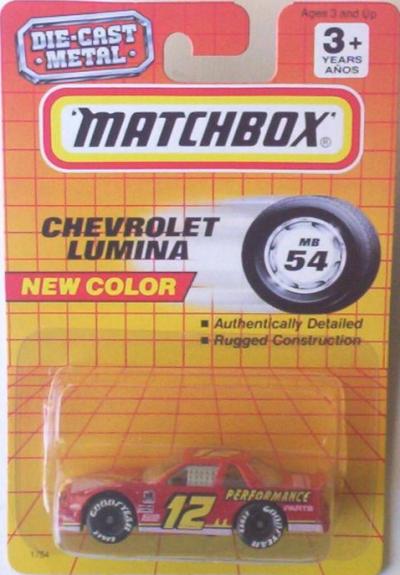 DIE-CAST
METAL
Ages 3 and Up
3+
YEARS
AÑOS
MATCHBOX®
CHEVROLET
LUMINA
MB
54
NEW COLOR
Authentically Detailed
Rugged Construction
GOODYEAR
12
PERFORMANCE
PARTS
GOODYEAR